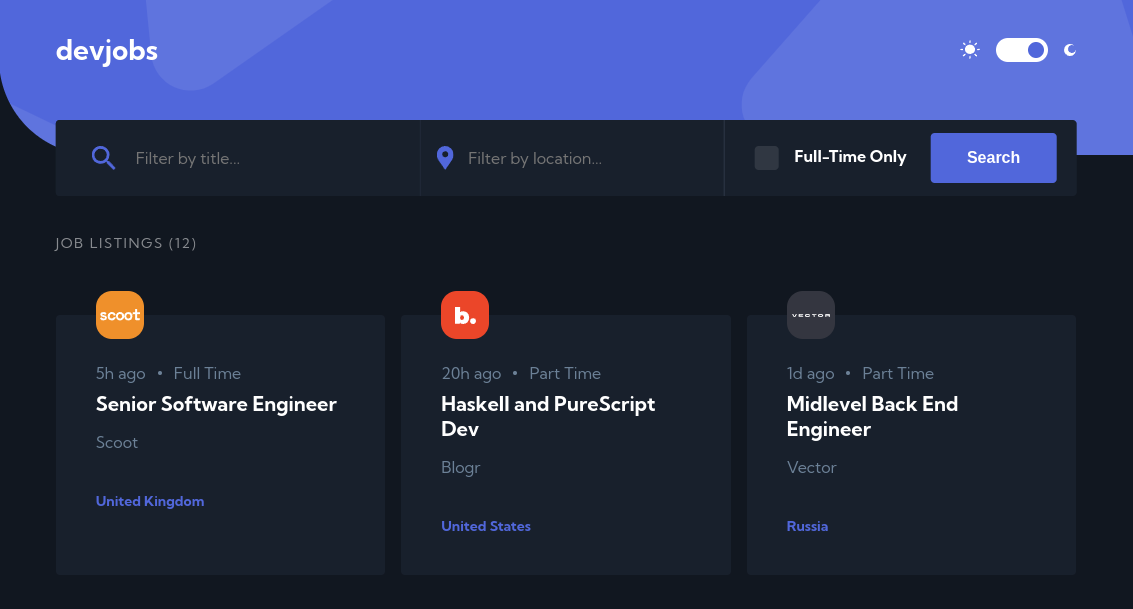 devjobs
Filter by title...
Filter by location...
Full-Time Only
Search
JOB LISTINGS (12)
scoot
5h ago • Full Time
Senior Software Engineer
Scoot
United Kingdom
b.
20h ago • Part Time
Haskell and PureScript
Dev
Blogr
United States
VECTOR
1d ago • Part Time
Midlevel Back End
Engineer
Vector
Russia